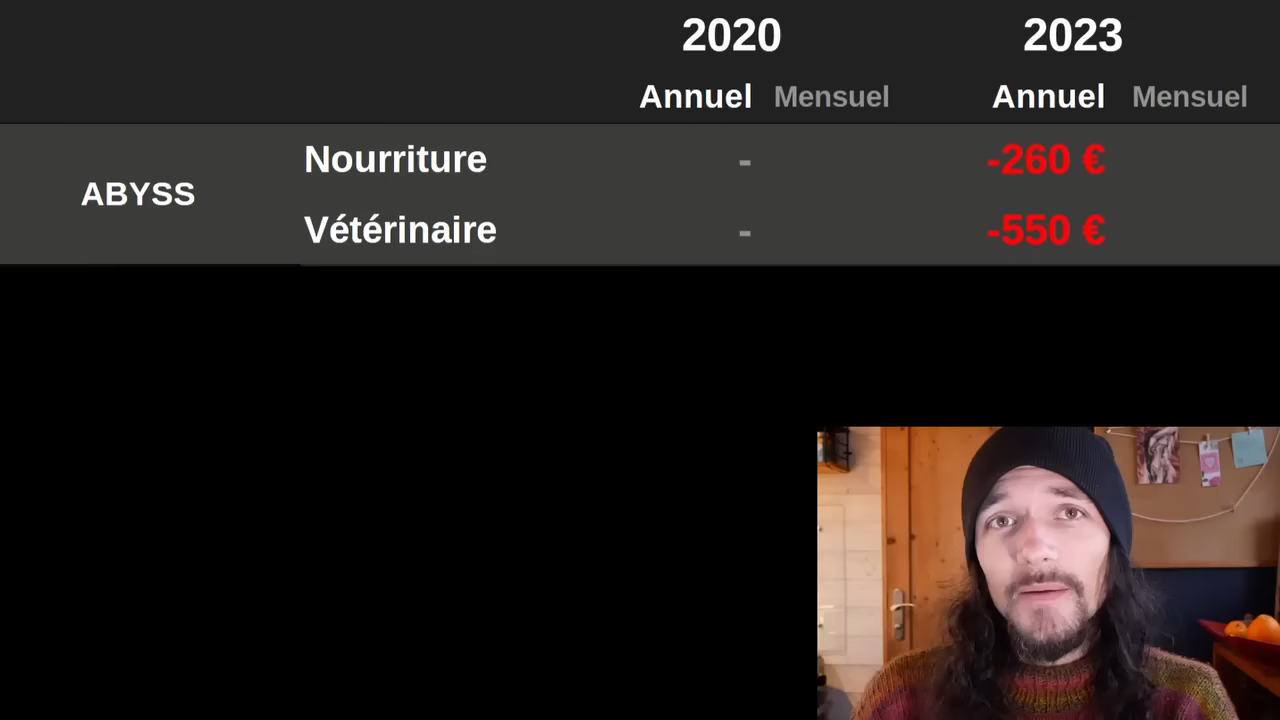 2020 2023
Annuel Mensuel Annuel Mensuel
ABYSS
Nourriture - -260 €
Vétérinaire - -550 €